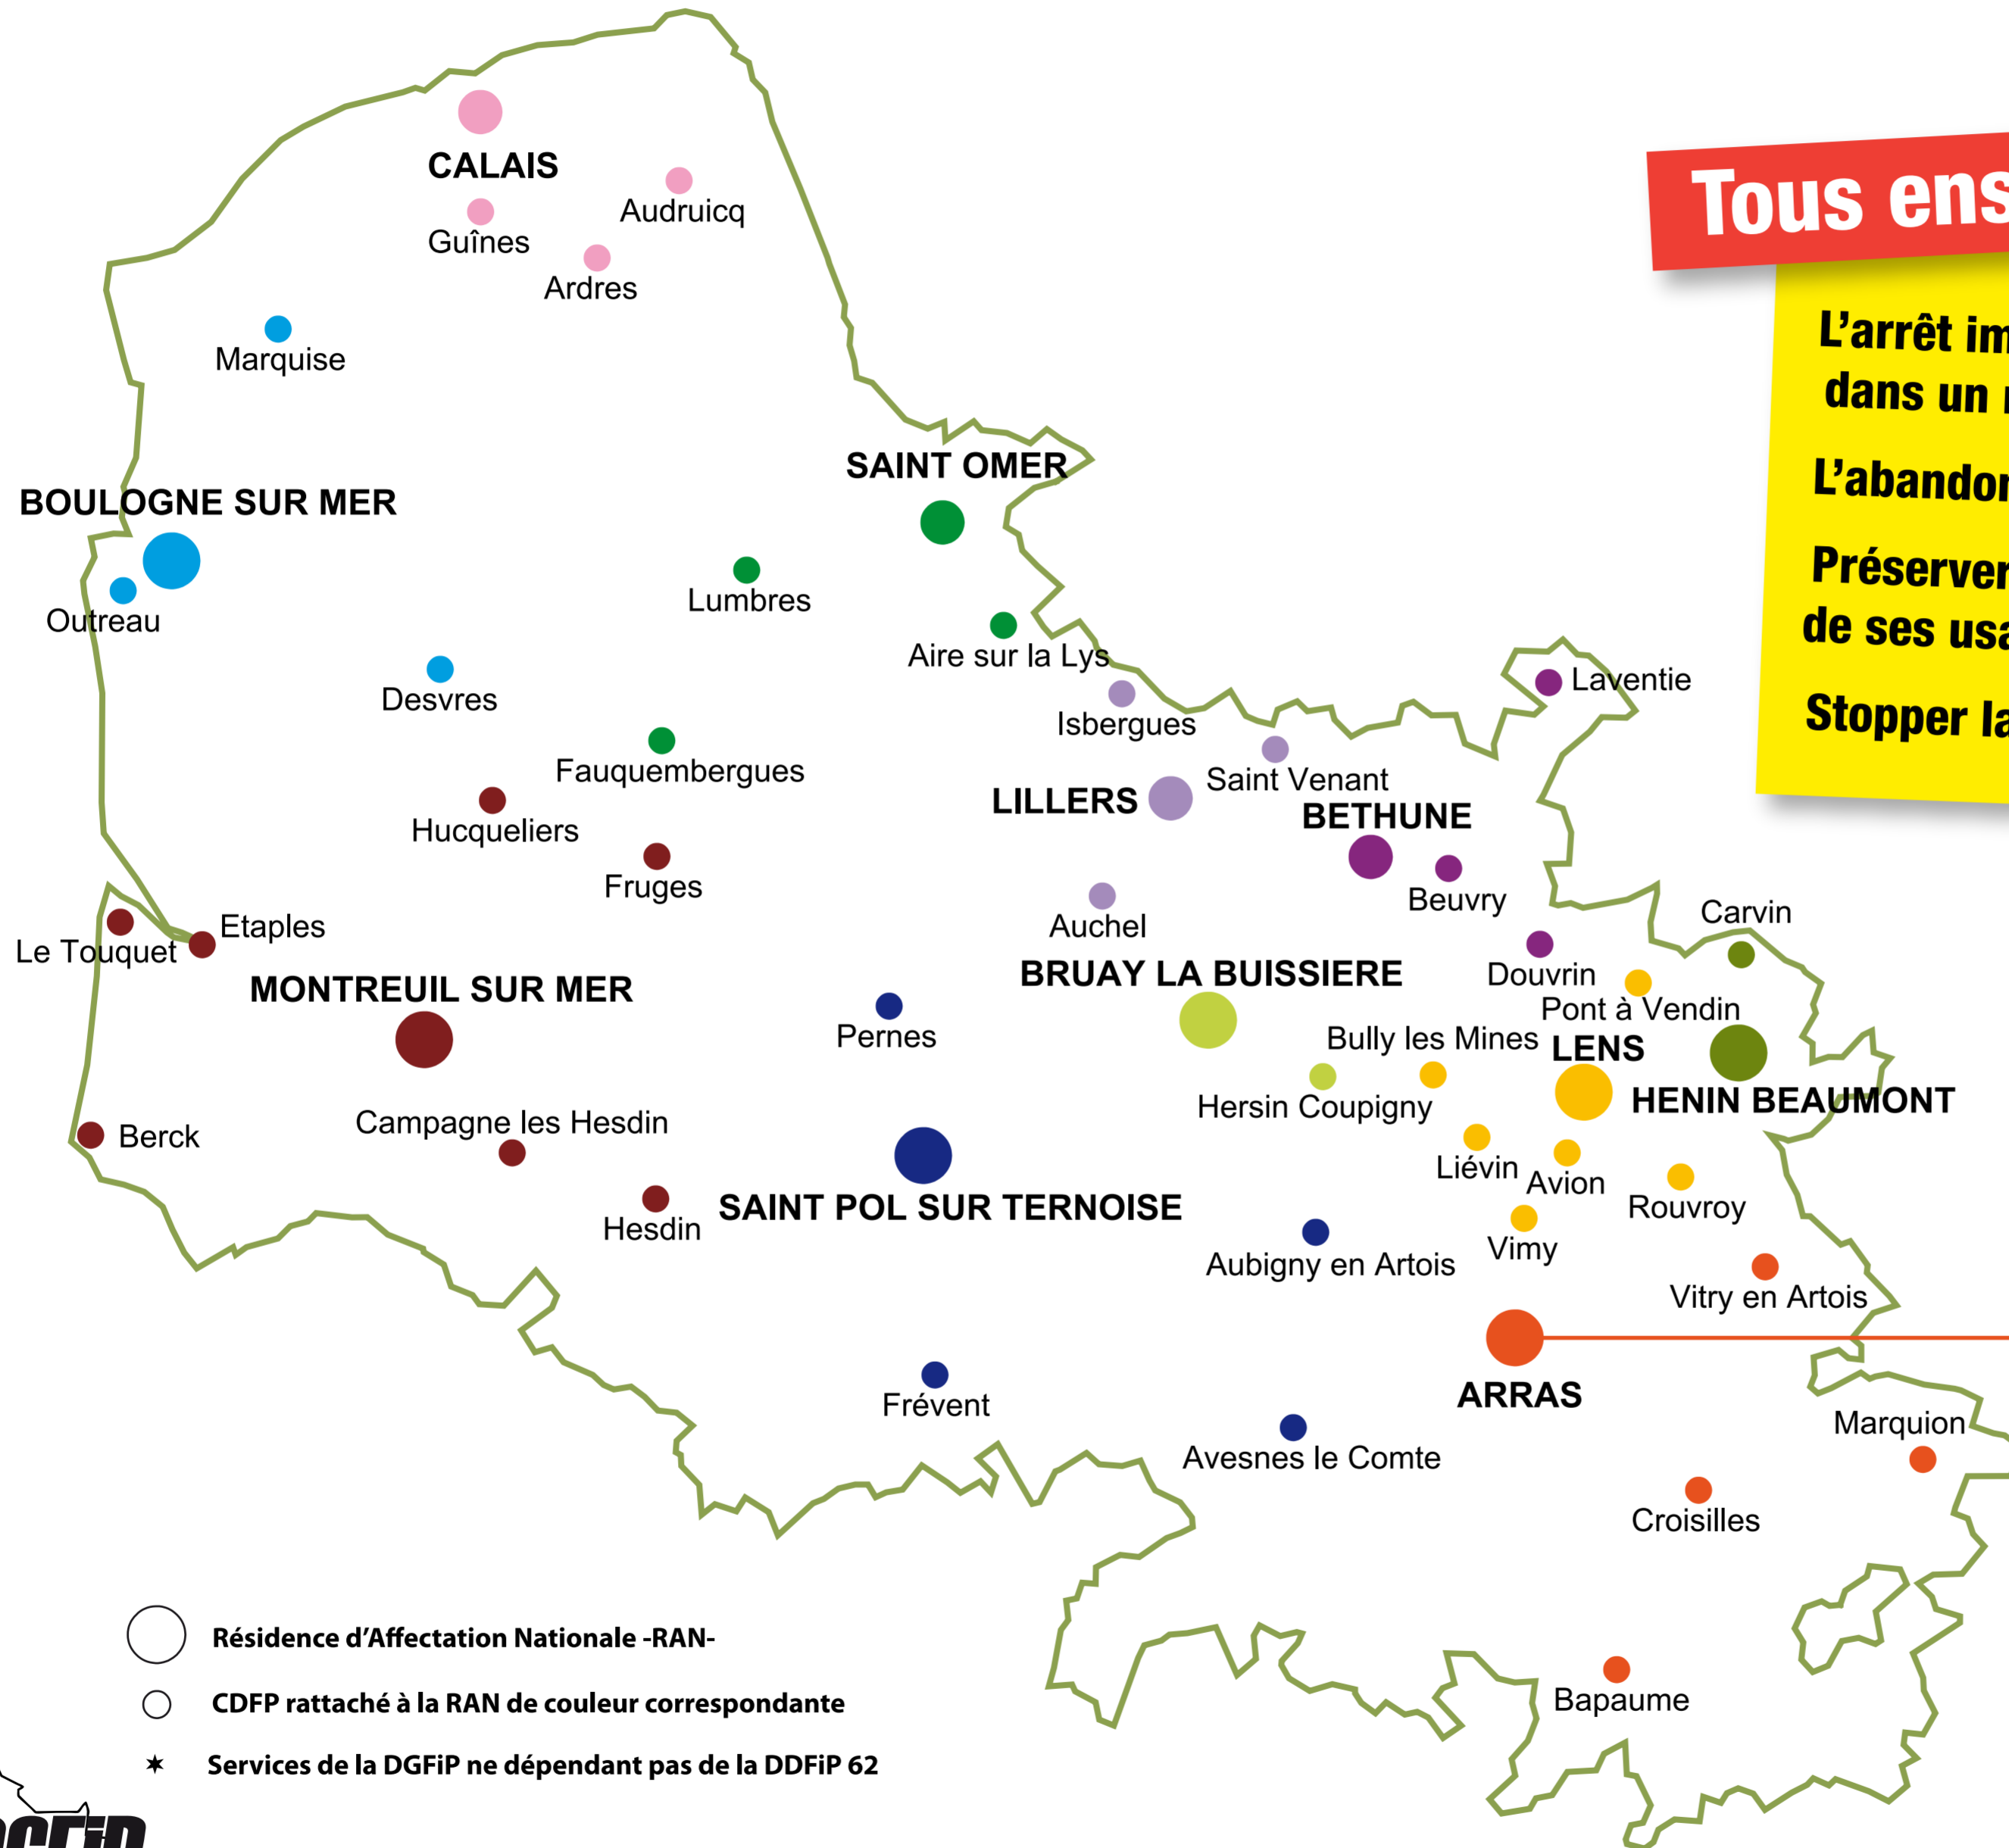 CALAIS
Audruicq
Guînes
Ardres
Marquise
Tous ens
L’arrêt im
dans un
L’abandon
Préserver
de ses usa
Stopper la
SAINT OMER
BOULOGNE SUR MER
Lumbres
Outreau
Aire sur la Lys
Desvres
Laventie
Isbergues
Fauquembergues
Saint Venant
LILLERS
BETHUNE
Hucqueliers
Fruges
Beuvry
Carvin
Auchel
Etaples
Le Touquet
BRUAY LA BUISSIERE
Douvrin
MONTREUIL SUR MER
Pont à Vendin
Pernes
Bully les Mines
LENS
HENIN BEAUMONT
Hersin Coupigny
Campagne les Hesdin
Berck
Liévin
Avion
SAINT POL SUR TERNOISE
Rouvroy
Hesdin
Vimy
Aubigny en Artois
Vitry en Artois
ARRAS
Frévent
Marquion
Avesnes le Comte
Croisilles
Résidence d’Affectation Nationale -RAN-
Bapaume
CDFP rattaché à la RAN de couleur correspondante
Services de la DGFiP ne dépendant pas de la DDFiP 62